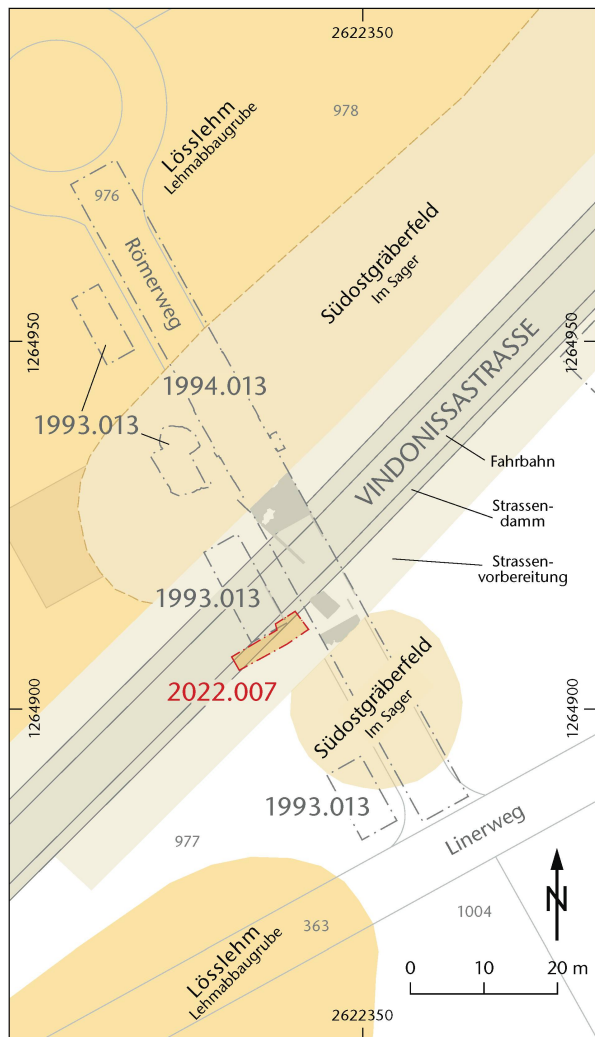 2622350
Lösslehm
Lehmabbaugrube
978
976
Römerweg
Südostgräberfeld
Im Sager
1264950
1264950
1994.013
1993.013
VINDONISSASTRASSE
Fahrbahn
Strassen-
damm
Strassen-
vorbereitung
1993.013
2022.007
1264900
1264900
Südostgräberfeld
Im Sager
1993.013
977
Linerweg
N
363
1004
Lösslehm
Lehmabbaugrube
0 10 20 m
2622350